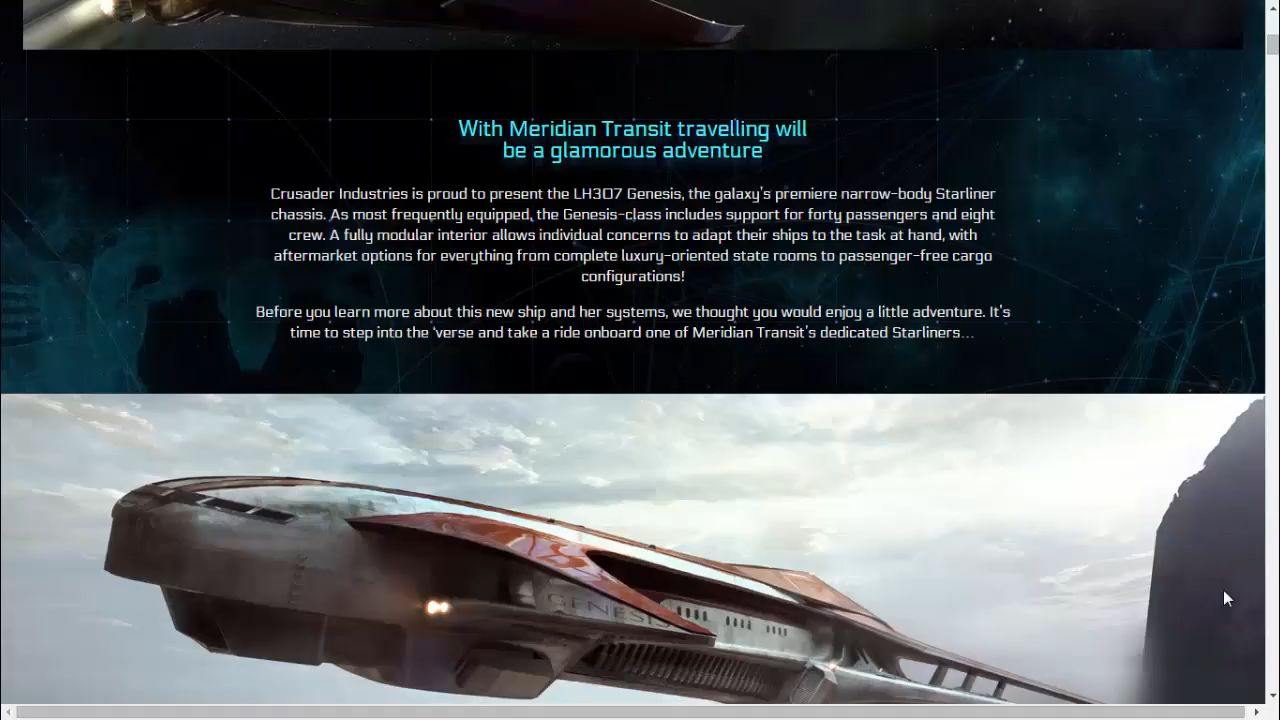 With Meridian Transit travelling will
be a glamorous adventure
Crusader Industries is proud to present the LH307 Genesis, the galaxy's premiere narrow-body Starliner
chassis. As most frequently equipped, the Genesis-class includes support for forty passengers and eight
crew. A fully modular interior allows individual concerns to adapt their ships to the task at hand, with
aftermarket options for everything from complete luxury-oriented state rooms to passenger-free cargo
configurations!
Before you learn more about this new ship and her systems, we thought you would enjoy a little adventure. It's
time to step into the 'verse and take a ride onboard one of Meridian Transit's dedicated Starliners...
GENESIS